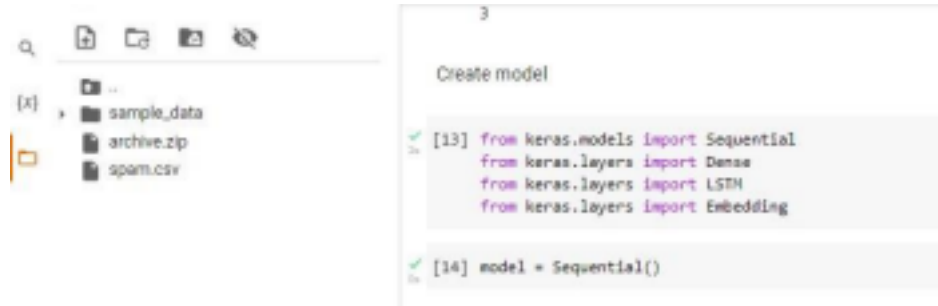 {x}
..
sample_data
archive.zip
spam.csv
3
Create model
[13] from keras.models import Sequential
from keras.layers import Dense
from keras.layers import LSTM
from keras.layers import Embedding
[14] model = Sequential()